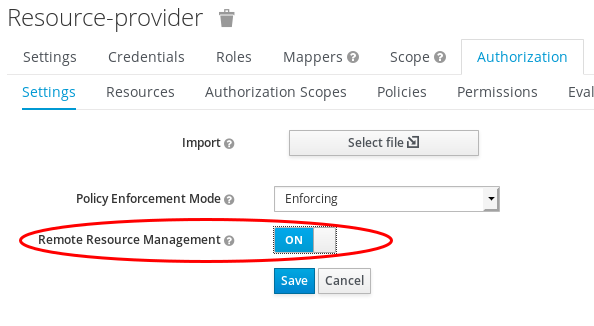 Resource-provider
Settings Credentials Roles Mappers Scope Authorization
Settings Resources Authorization Scopes Policies Permissions Eval
Import Select file
Policy Enforcement Mode Enforcing
Remote Resource Management ON
Save Cancel